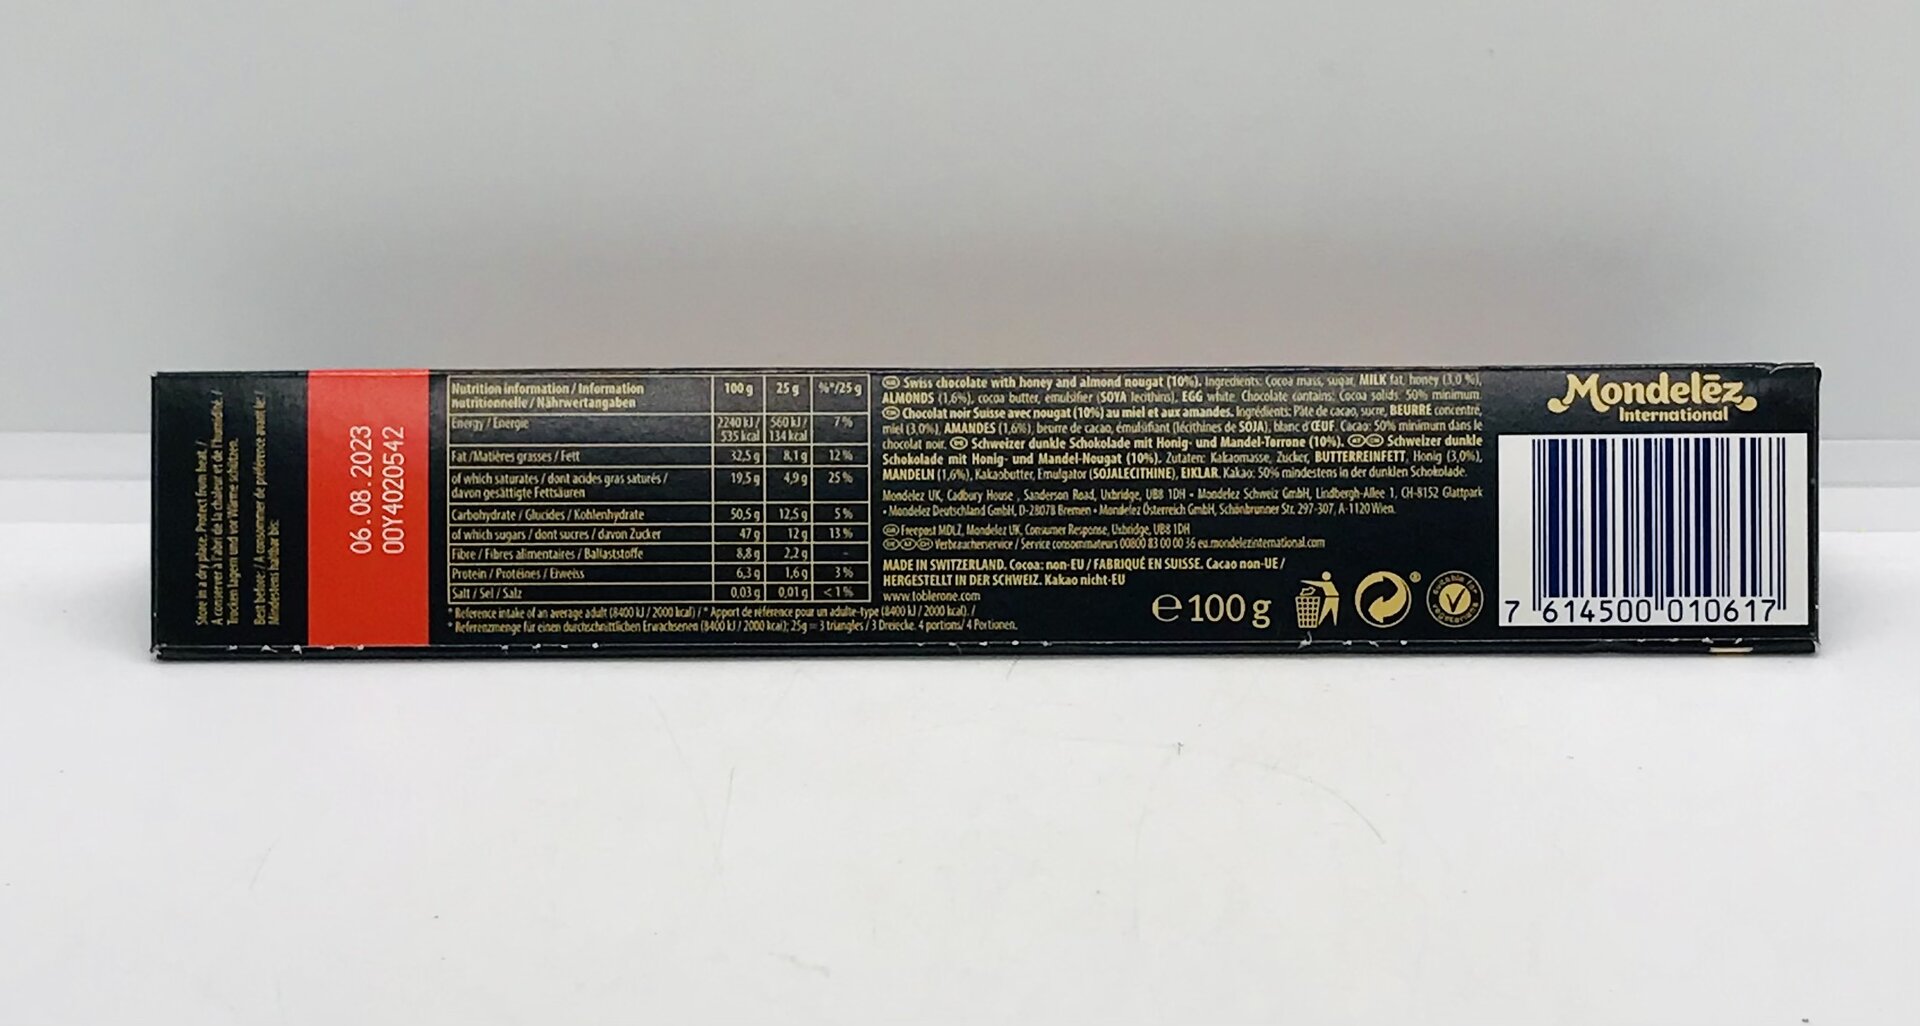 Store in a dry place. Protect from heat. /
A conserver à l'abri de la chaleur et de l'humidité. /
Trocken lagern und vor Wärme schützen.
Best before: / A consommer de préférence avant le: /
Mindestens haltbar bis:
06.08.2023
OOY4020542
Nutrition information / Information
nutritionnelle / Nährwertangaben
100 g 25 g %*/25 g
Energy / Energie 2240 kJ / 560 kJ / 7 %
535 kcal 134 kcal
Fat / Matières grasses / Fett 32,5 g 8,1 g 12 %
of which saturates / dont acides gras saturés /
davon gesättigte Fettsäuren 19,5 g 4,9 g 25 %
Carbohydrate / Glucides / Kohlenhydrate 50,5 g 12,5 g 5 %
of which sugars / dont sucres / davon Zucker 47 g 12 g 13 %
Fibre / Fibres alimentaires / Ballaststoffe 8,8 g 2,2 g -
Protein / Protéines / Eiweiss 6,3 g 1,6 g 3 %
Salt / Sel / Salz 0,03 g 0,01 g < 1 %
* Reference intake of an average adult (8400 kJ / 2000 kcal) / * Apport de référence pour un adulte-type (8400 kJ / 2000 kcal). /
* Referenzmenge für einen durchschnittlichen Erwachsenen (8400 kJ / 2000 kcal); 25g = 3 triangles / 3 Dreiecke. 4 portions/ 4 Portionen.
GB Swiss chocolate with honey and almond nougat (10%). Ingredients: Cocoa mass, sugar, MILK fat, honey (3,0 %),
ALMONDS (1,6%), cocoa butter, emulsifier (SOYA lecithins), EGG white. Chocolate contains: Cocoa solids: 50% minimum.
Chocolat noir Suisse avec nougat (10%) au miel et aux amandes. Ingrédients: Pâte de cacao, sucre, BEURRE concentré,
miel (3,0%), AMANDES (1,6%), beurre de cacao, émulsifiant (lécithines de SOJA), blanc d'ŒUF. Cacao: 50% minimum dans le
chocolat noir. Schweizer dunkle Schokolade mit Honig- und Mandel-Torrone (10%). Schweizer dunkle
Schokolade mit Honig- und Mandel-Nougat (10%). Zutaten: Kakaomasse, Zucker, BUTTERREINFETT, Honig (3,0%),
MANDELN (1,6%), Kakaobutter, Emulgator (SOJALECITHINE), EIKLAR. Kakao: 50% mindestens in der dunklen Schokolade.
Mondelez UK, Cadbury House, Sanderson Road, Uxbridge, UB8 1DH • Mondelez Schweiz GmbH, Lindbergh-Allee 1, CH-8152 Glattpark
• Mondelez Deutschland GmbH, D-28078 Bremen • Mondelez Österreich GmbH, Schönbrunner Str. 297-307, A-1120 Wien.
GB Freepost MDLZ, Mondelez UK, Consumer Response, Uxbridge, UB8 1DH
Verbraucherservice / Service consommateurs 00800 83 00 00 36 eu.mondelezinternational.com
MADE IN SWITZERLAND. Cocoa: non-EU / FABRIQUÉ EN SUISSE. Cacao non-UE /
HERGESTELLT IN DER SCHWEIZ. Kakao nicht-EU
www.toblerone.com
e 100 g
suitable for vegetarians
Mondelēz
International
7 614500 010617